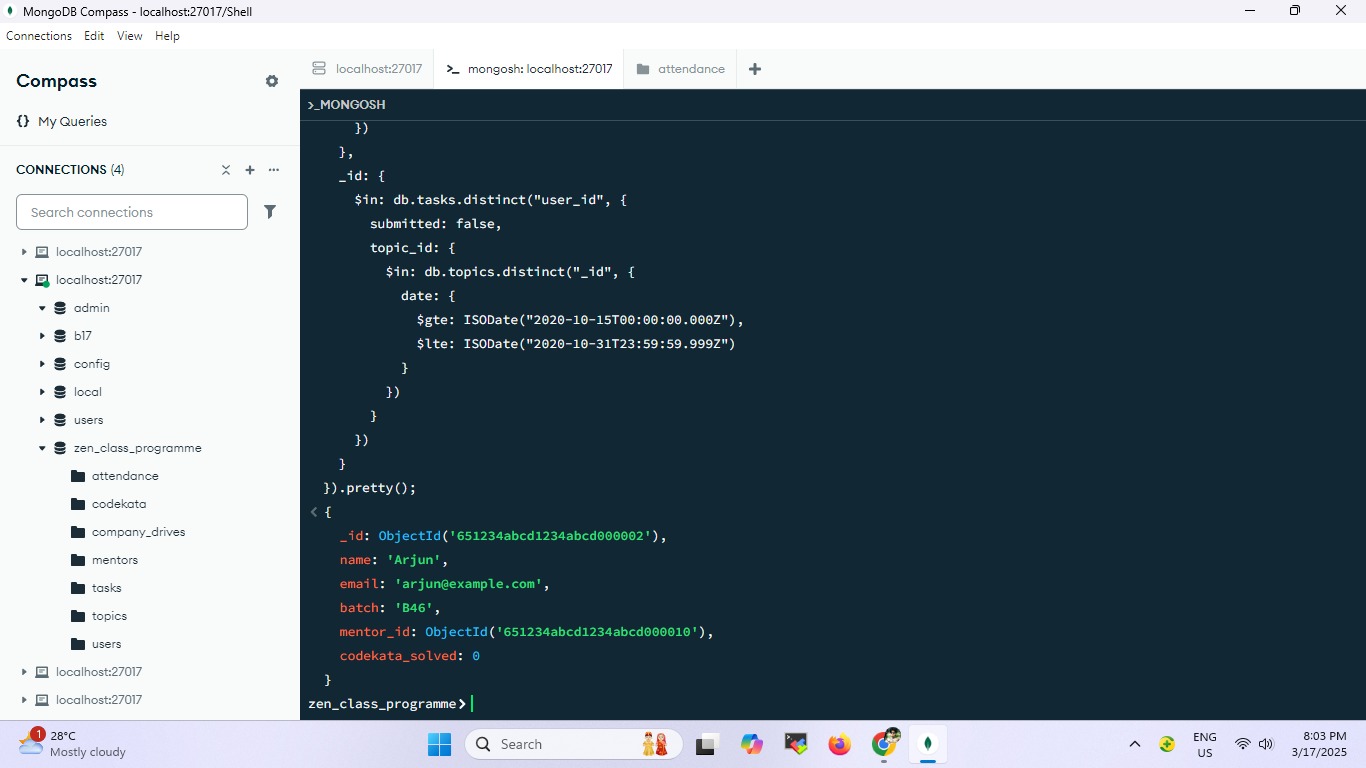 MongoDB Compass - localhost:27017/Shell
Connections Edit View Help
Compass
localhost:27017
>_ mongosh: localhost:27017
attendance
+
{} My Queries
>_MONGOSH
CONNECTIONS (4)
Search connections
localhost:27017
localhost:27017
admin
b17
config
local
users
zen_class_programme
attendance
codekata
company_drives
mentors
tasks
topics
users
localhost:27017
localhost:27017
})
},
_id: {
$in: db.tasks.distinct("user_id", {
submitted: false,
topic_id: {
$in: db.topics.distinct("_id", {
date: {
$gte: ISODate("2020-10-15T00:00:00.000Z"),
$lte: ISODate("2020-10-31T23:59:59.999Z")
}
})
}
})
}
}).pretty();
< {
_id: ObjectId('651234abcd1234abcd000002'),
name: 'Arjun',
email: 'arjun@example.com',
batch: 'B46',
mentor_id: ObjectId('651234abcd1234abcd000010'),
codekata_solved: 0
}
zen_class_programme>
1
28°C
Mostly cloudy
Search
ENG
US
8:03 PM
3/17/2025